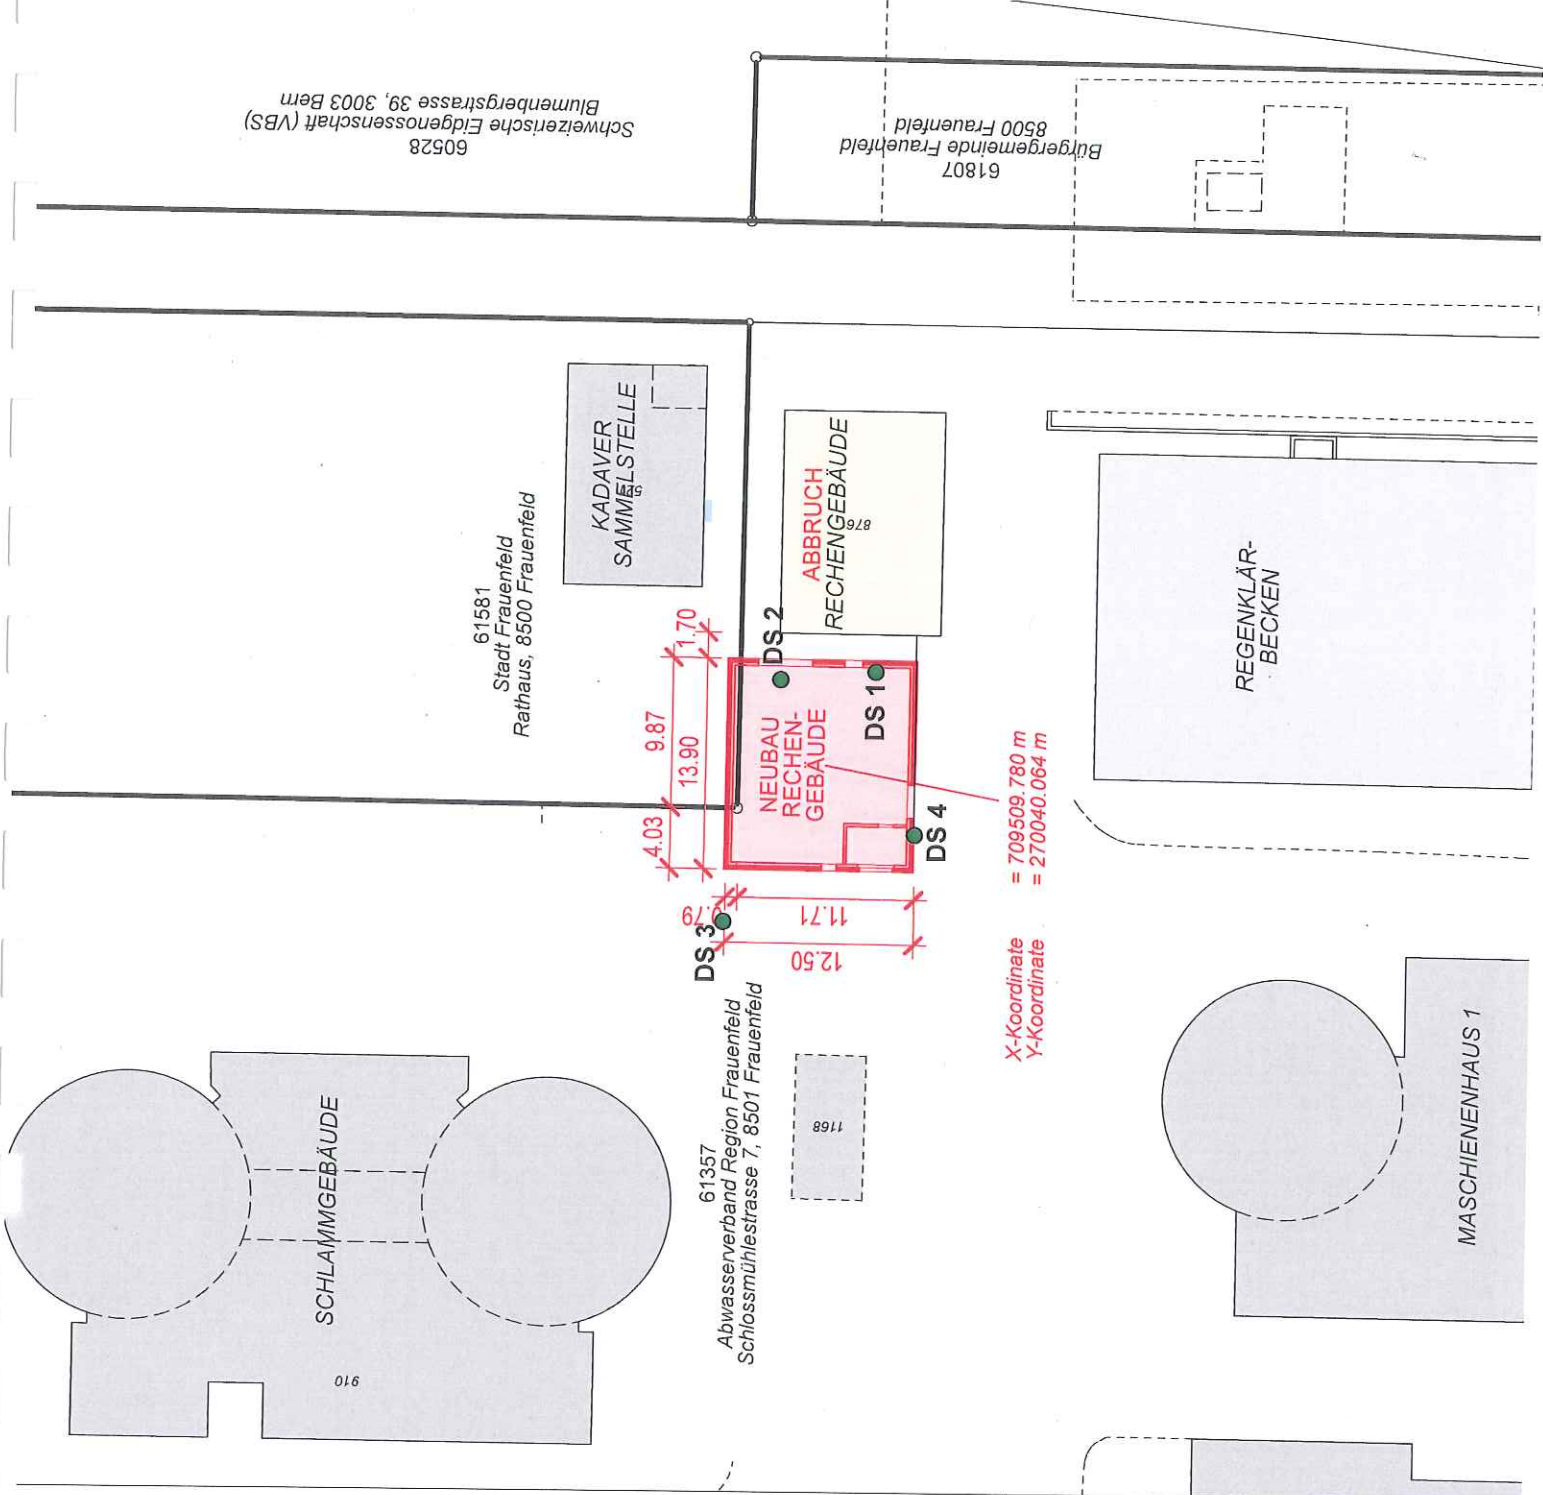 60528
Schweizerische Eidgenossenschaft (VBS)
Blumenbergstrasse 39, 3003 Bern
61807
Bürgergemeinde Frauenfeld
8500 Frauenfeld
61581
Stadt Frauenfeld
Rathaus, 8500 Frauenfeld
KADAVER
SAMMELSTELLE
ABBRUCH
RECHENGEBÄUDE
876
REGENKLÄR-
BECKEN
1.70
9.87
13.90
4.03
NEUBAU
RECHEN-
GEBÄUDE
DS 2
DS 1
DS 4
DS 3
0.79
11.71
12.50
X-Koordinate = 709509.780 m
Y-Koordinate = 270040.064 m
61357
Abwasserverband Region Frauenfeld
Schlossmühlestrasse 7, 8501 Frauenfeld
1168
SCHLAMMGEBÄUDE
910
MASCHIENENHAUS 1